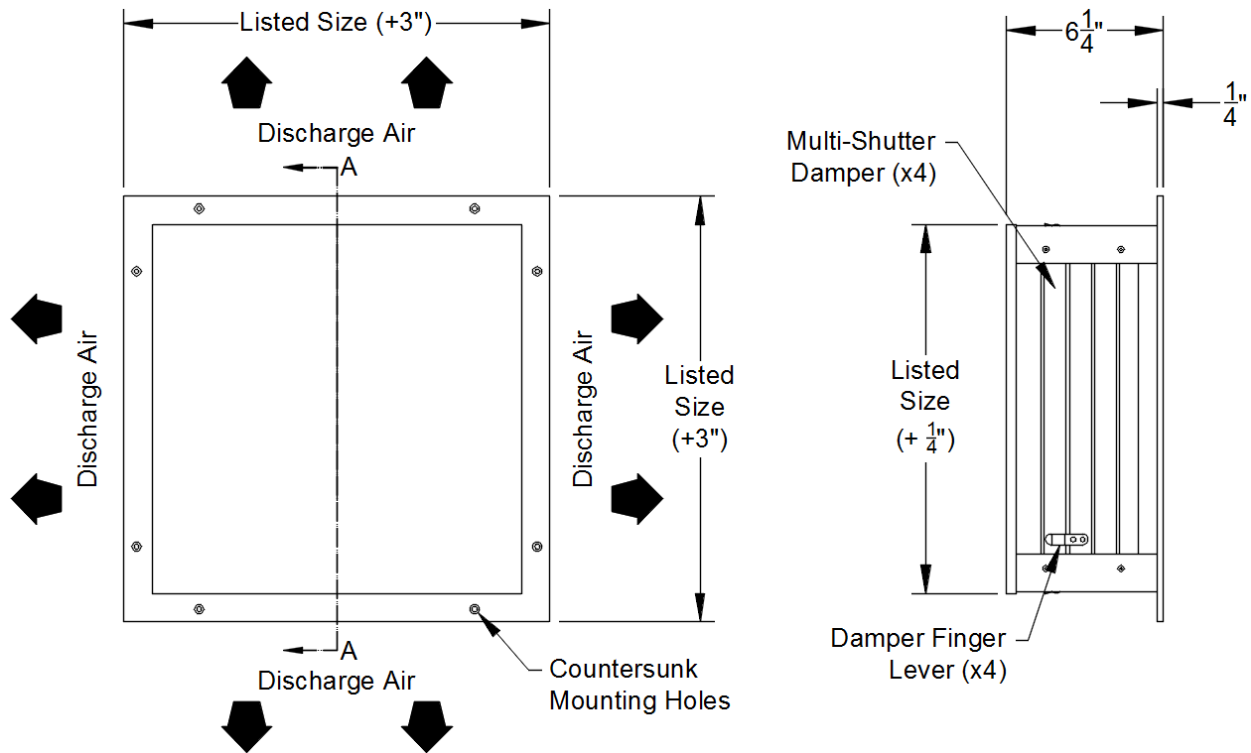 Listed Size (+3")
Discharge Air
A
Discharge Air
Discharge Air
Listed
Size
(+3")
A
Discharge Air
Countersunk
Mounting Holes
6 1/4"
1/4"
Multi-Shutter
Damper (x4)
Listed
Size
(+ 1/4")
Damper Finger
Lever (x4)